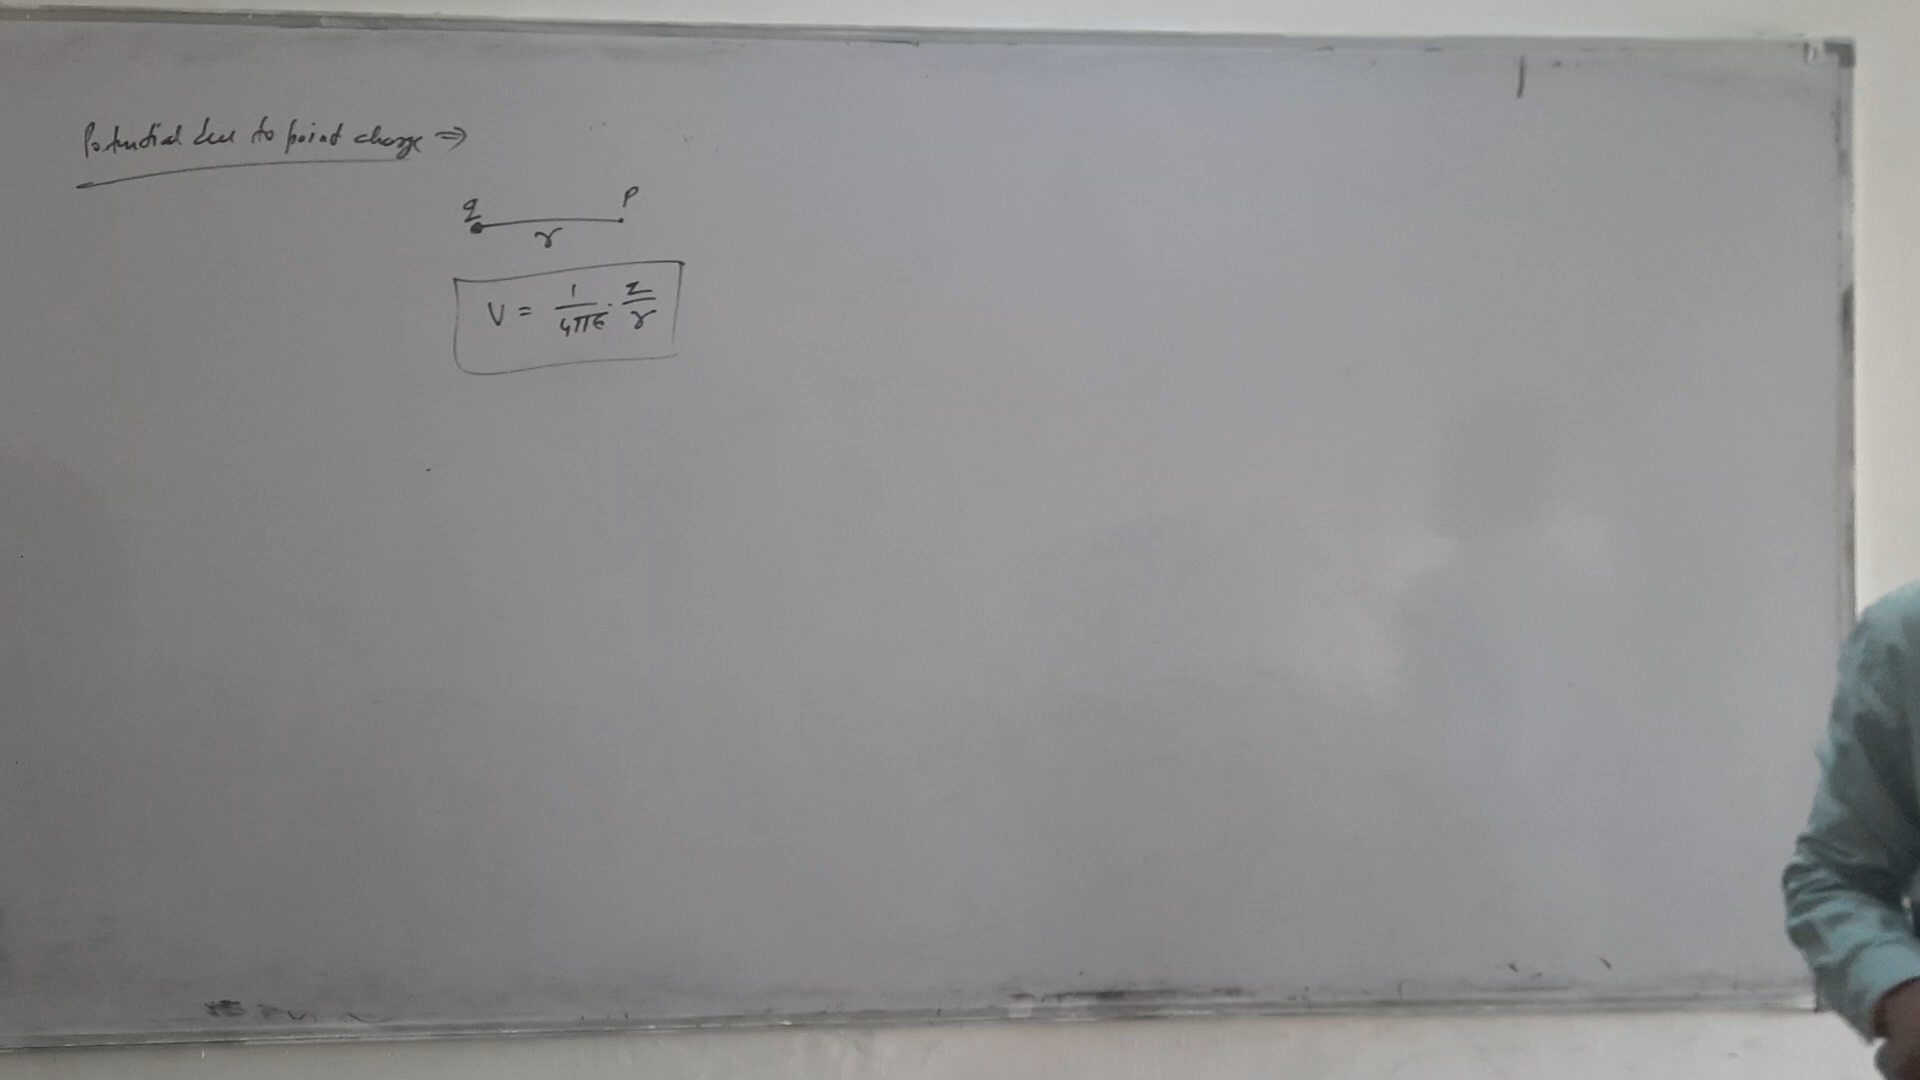 Potential due to point charge ⇒
q P
r
V = 1/4πε · q/r